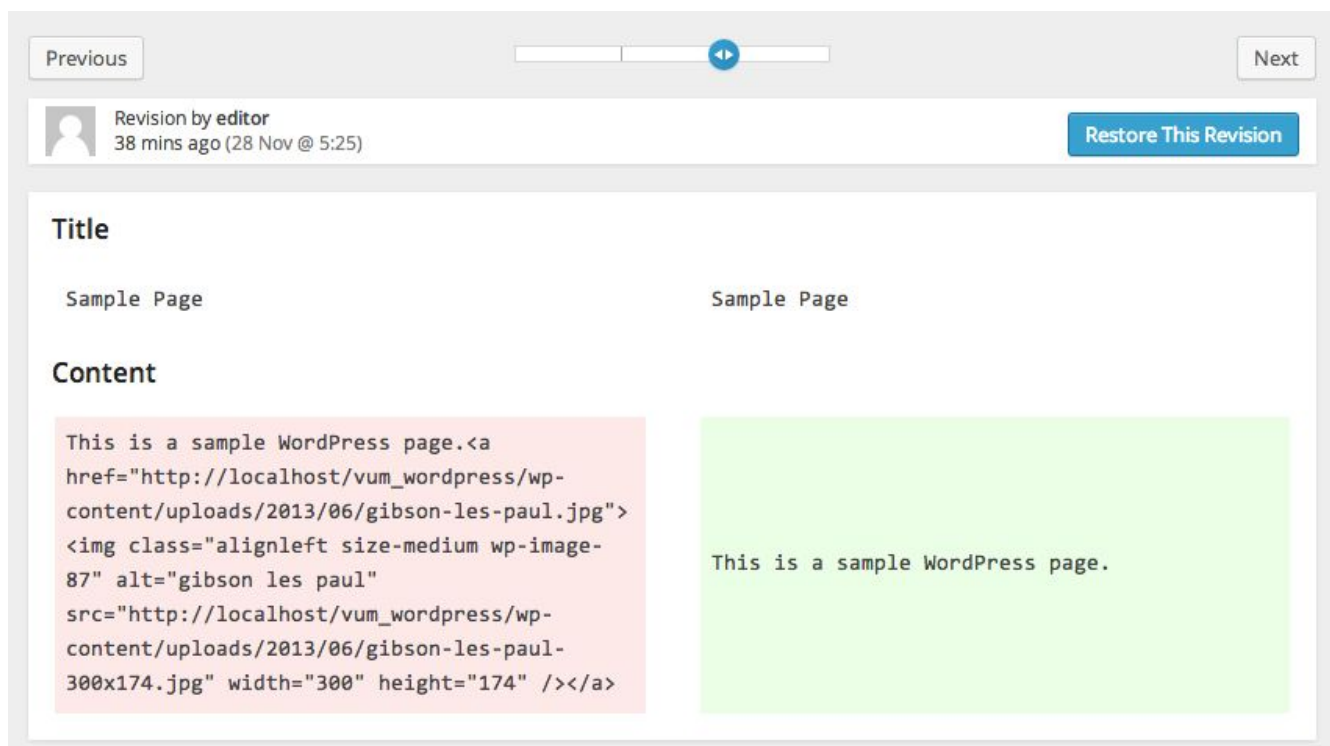 Previous
Next
Revision by editor
38 mins ago (28 Nov @ 5:25)
Restore This Revision
Title
Sample Page
Sample Page
Content
This is a sample WordPress page.<a
href="http://localhost/vum_wordpress/wp-
content/uploads/2013/06/gibson-les-paul.jpg">
<img class="alignleft size-medium wp-image-
87" alt="gibson les paul"
src="http://localhost/vum_wordpress/wp-
content/uploads/2013/06/gibson-les-paul-
300x174.jpg" width="300" height="174" /></a>
This is a sample WordPress page.